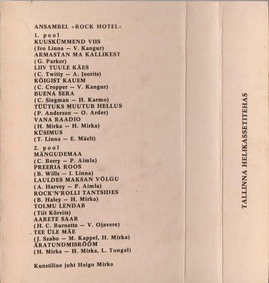 ANSAMBEL «ROCK HOTEL»
1. pool
KUUSKÜMMEND VIIS
(Ivo Linna — V. Kangur)
ARMASTAN MA KALLIKEST
(G. Parker)
LIIV TUULE KÄES
(C. Twitty — A. Joorits)
KÕIGIST KAUEM
(C. Cropper — V. Kangur)
BUENA SERA
(C. Siegman — H. Karmo)
TÜÜTUKS MUUTUB HELLUS
(P. Anderson — O. Arder)
VANA RAADIO
(H. Mirka — H. Mirka)
KÜSIMUS
(T. Linna — E. Mäelt)
2. pool
MÄNGUDEMAA
(C. Berry — P. Aimla)
PREERIA ROOS
(B. Wills — I. Linna)
LAULDES MAKSAN VÕLGU
(A. Harvey — P. Aimla)
ROCK'N'ROLLI TANTSIDES
(B. Haley — H. Mirka)
TOLMU LENDAB
(Tiit Kõrvits)
AARETE SAAR
(H. C. Burnette — V. Ojavere)
TEE ÜLE MÄE
(J. Szabo — M. Kappel, H. Mirka)
ÄRATUNDMISRÕÕM
(H. Mirka — H. Mirka, L. Tungal)
Kunstiline juht Heigo Mirka
TALLINNA HELIKASSETITEHAS